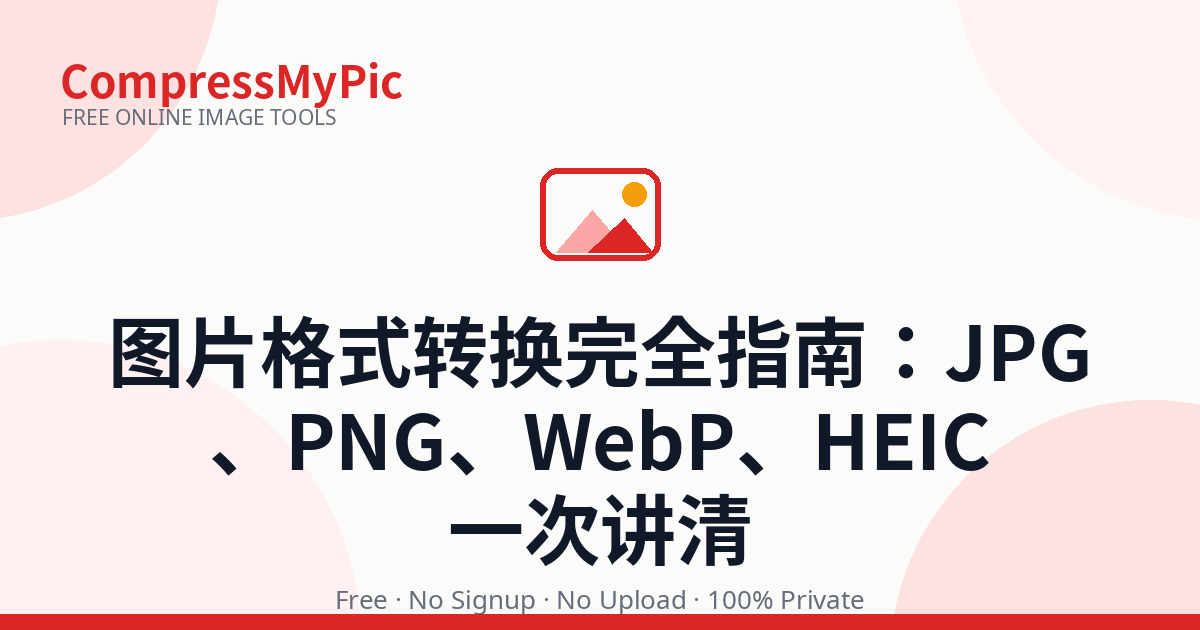 CompressMyPic
FREE ONLINE IMAGE TOOLS
图片格式转换完全指南：JPG
、PNG、WebP、HEIC
一次讲清
Free · No Signup · No Upload · 100% Private